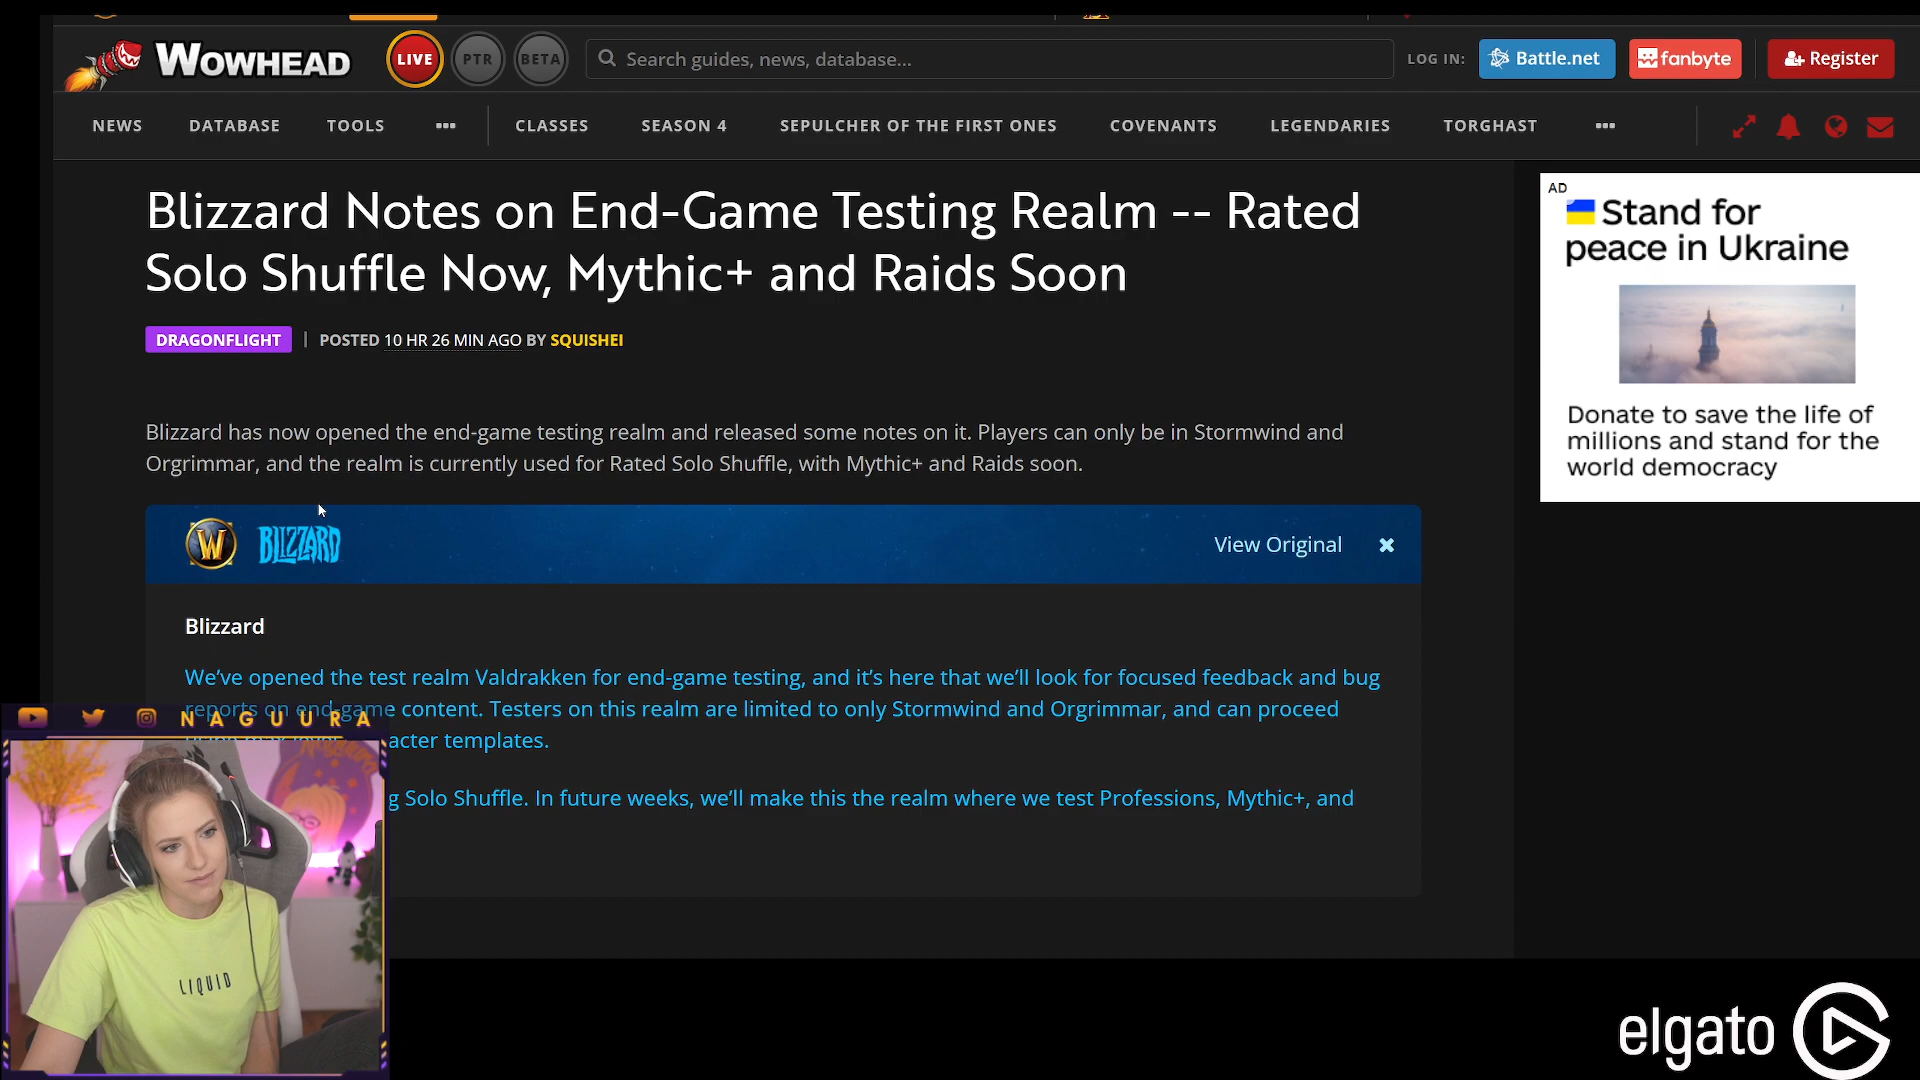 WOWHEAD
LIVE
PTR
BETA
Search guides, news, database...
LOG IN:
Battle.net
fanbyte
Register
NEWS
DATABASE
TOOLS
CLASSES
SEASON 4
SEPULCHER OF THE FIRST ONES
COVENANTS
LEGENDARIES
TORGHAST
Blizzard Notes on End-Game Testing Realm -- Rated
Solo Shuffle Now, Mythic+ and Raids Soon
DRAGONFLIGHT | POSTED 10 HR 26 MIN AGO BY SQUISHEI
Blizzard has now opened the end-game testing realm and released some notes on it. Players can only be in Stormwind and
Orgrimmar, and the realm is currently used for Rated Solo Shuffle, with Mythic+ and Raids soon.
W
BLIZZARD
View Original
Blizzard
We've opened the test realm Valdrakken for end-game testing, and it's here that we'll look for focused feedback and bug
reports on end-game content. Testers on this realm are limited to only Stormwind and Orgrimmar, and can proceed
acter templates.
g Solo Shuffle. In future weeks, we'll make this the realm where we test Professions, Mythic+, and
AD
Stand for
peace in Ukraine
Donate to save the life of
millions and stand for the
world democracy
NAGUURA
LIQUID
elgato